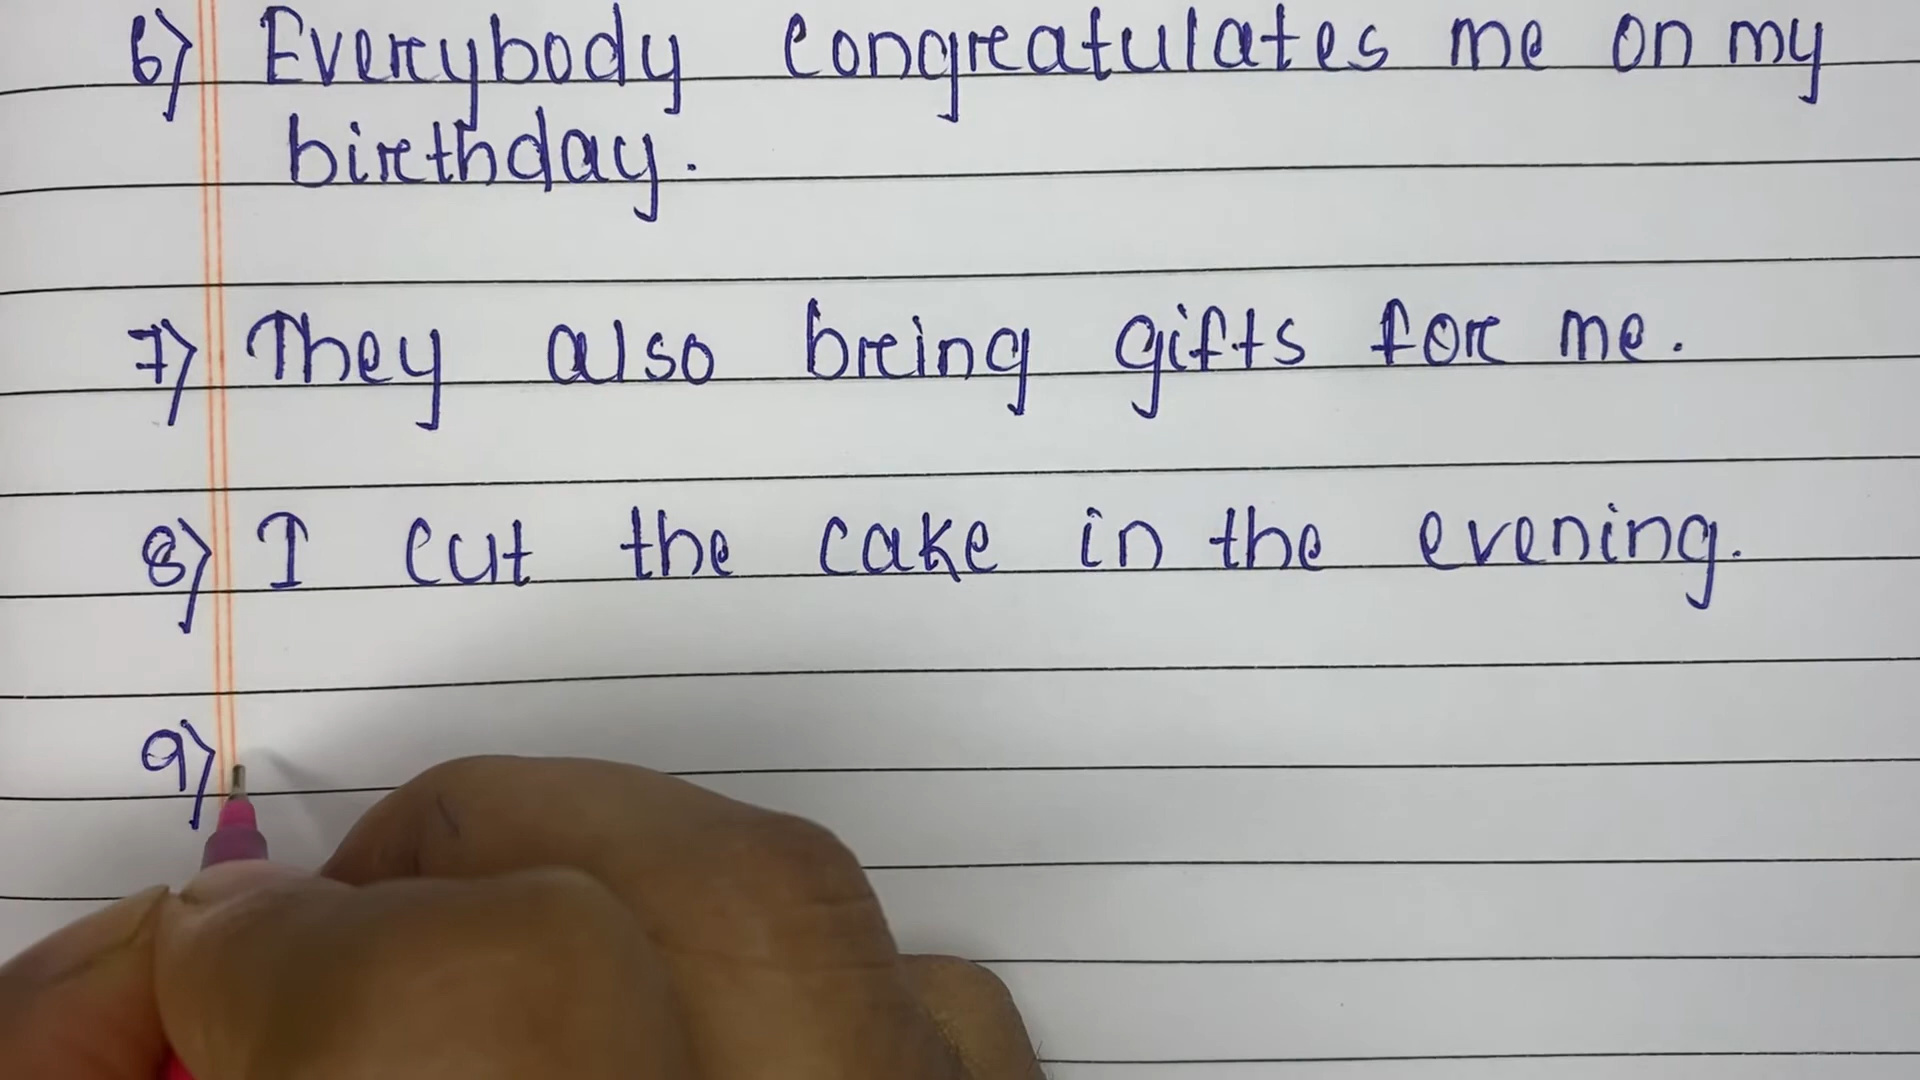 6) Everybody congratulates me on my
birthday.
7) They also bring gifts for me.
8) I cut the cake in the evening.
9)